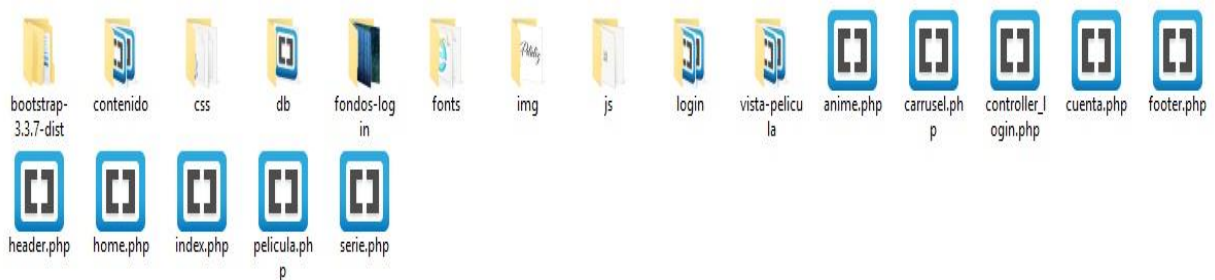 bootstrap- contenido css db fondos-log fonts img js login vista-pelicu anime.php carrusel.ph controller_l cuenta.php footer.php
3.3.7-dist in la p ogin.php
header.php home.php index.php pelicula.ph serie.php
p